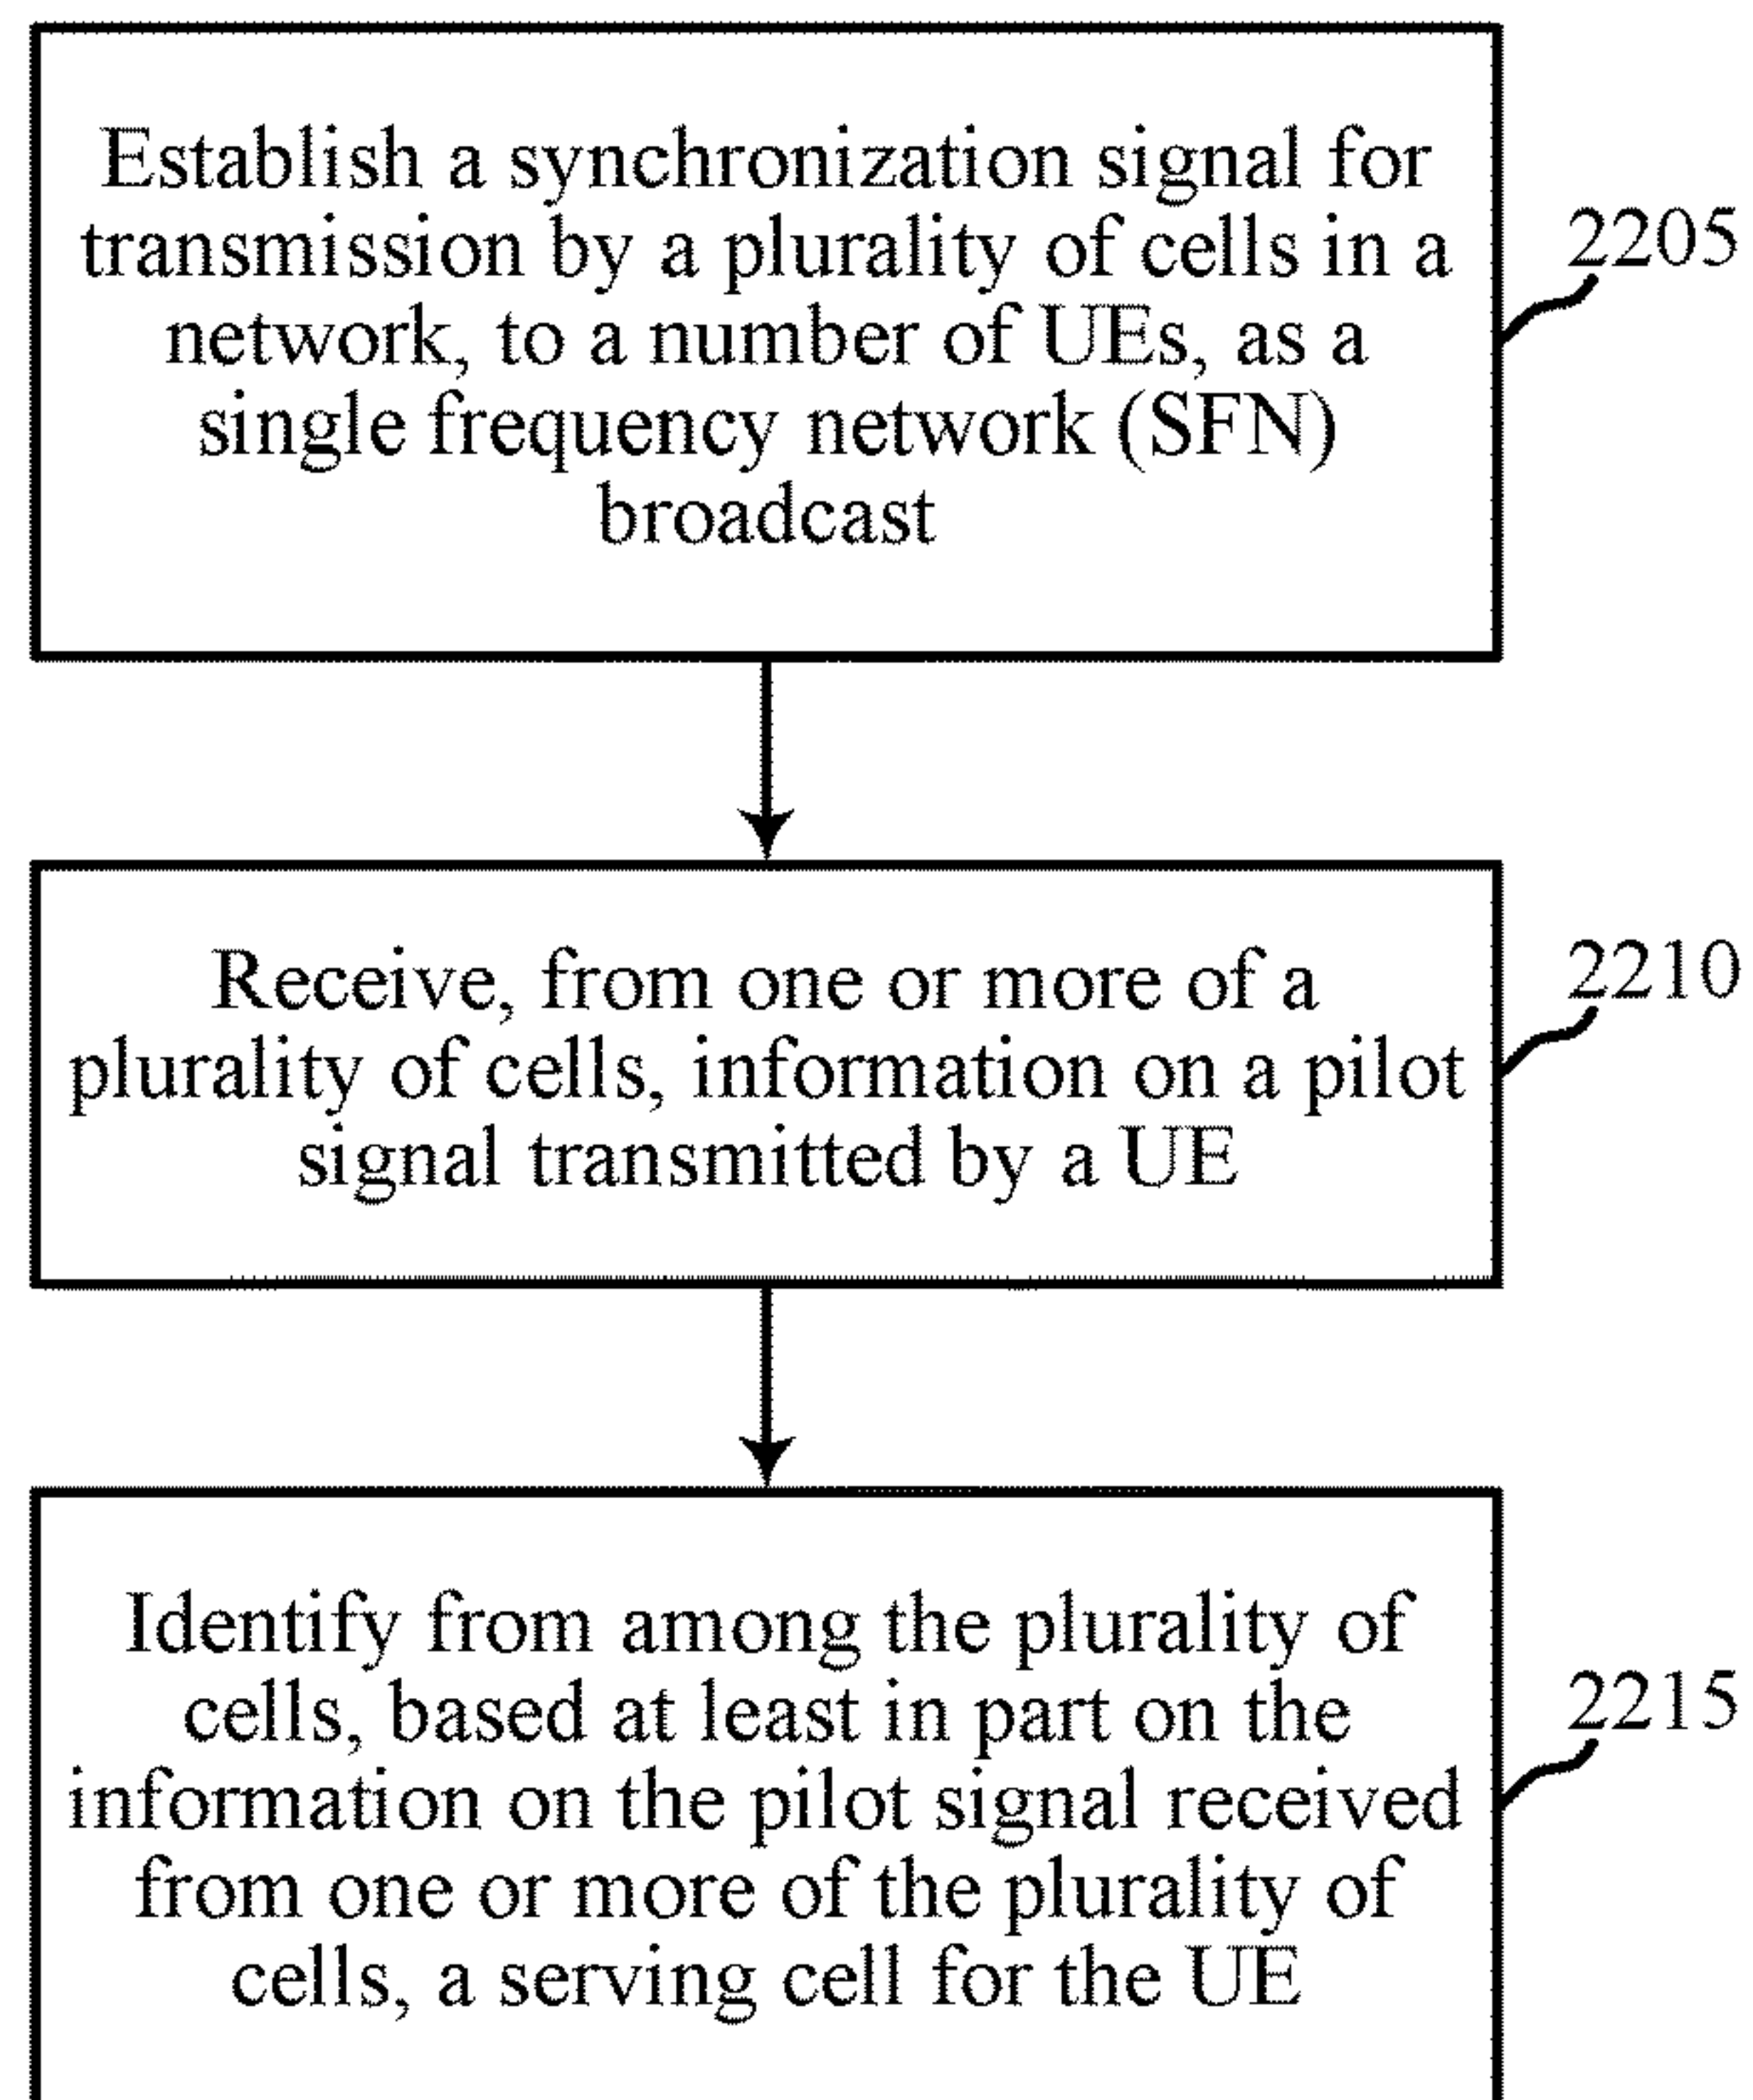 Establish a synchronization signal for
transmission by a plurality of cells in a
network, to a number of UEs, as a
single frequency network (SFN)
broadcast
2205
Receive, from one or more of a
plurality of cells, information on a pilot
signal transmitted by a UE
2210
Identify from among the plurality of
cells, based at least in part on the
information on the pilot signal received
from one or more of the plurality of
cells, a serving cell for the UE
2215